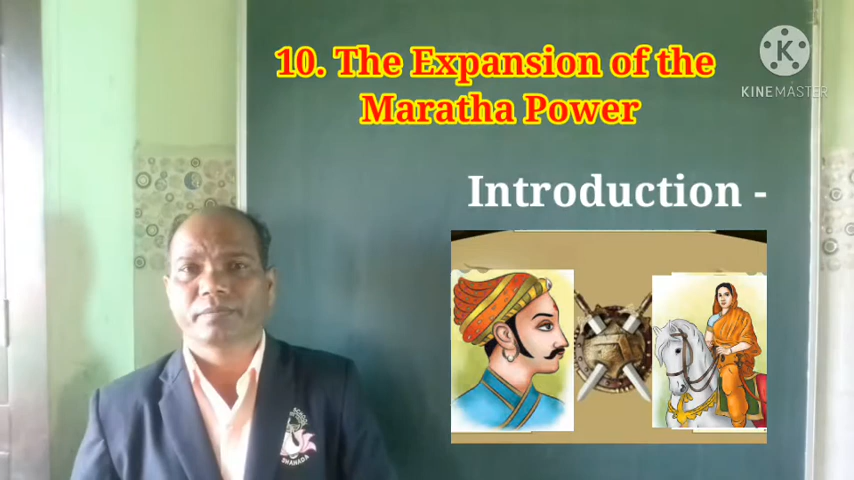 10. The Expansion of the
Maratha Power
KINEMASTER
Introduction -